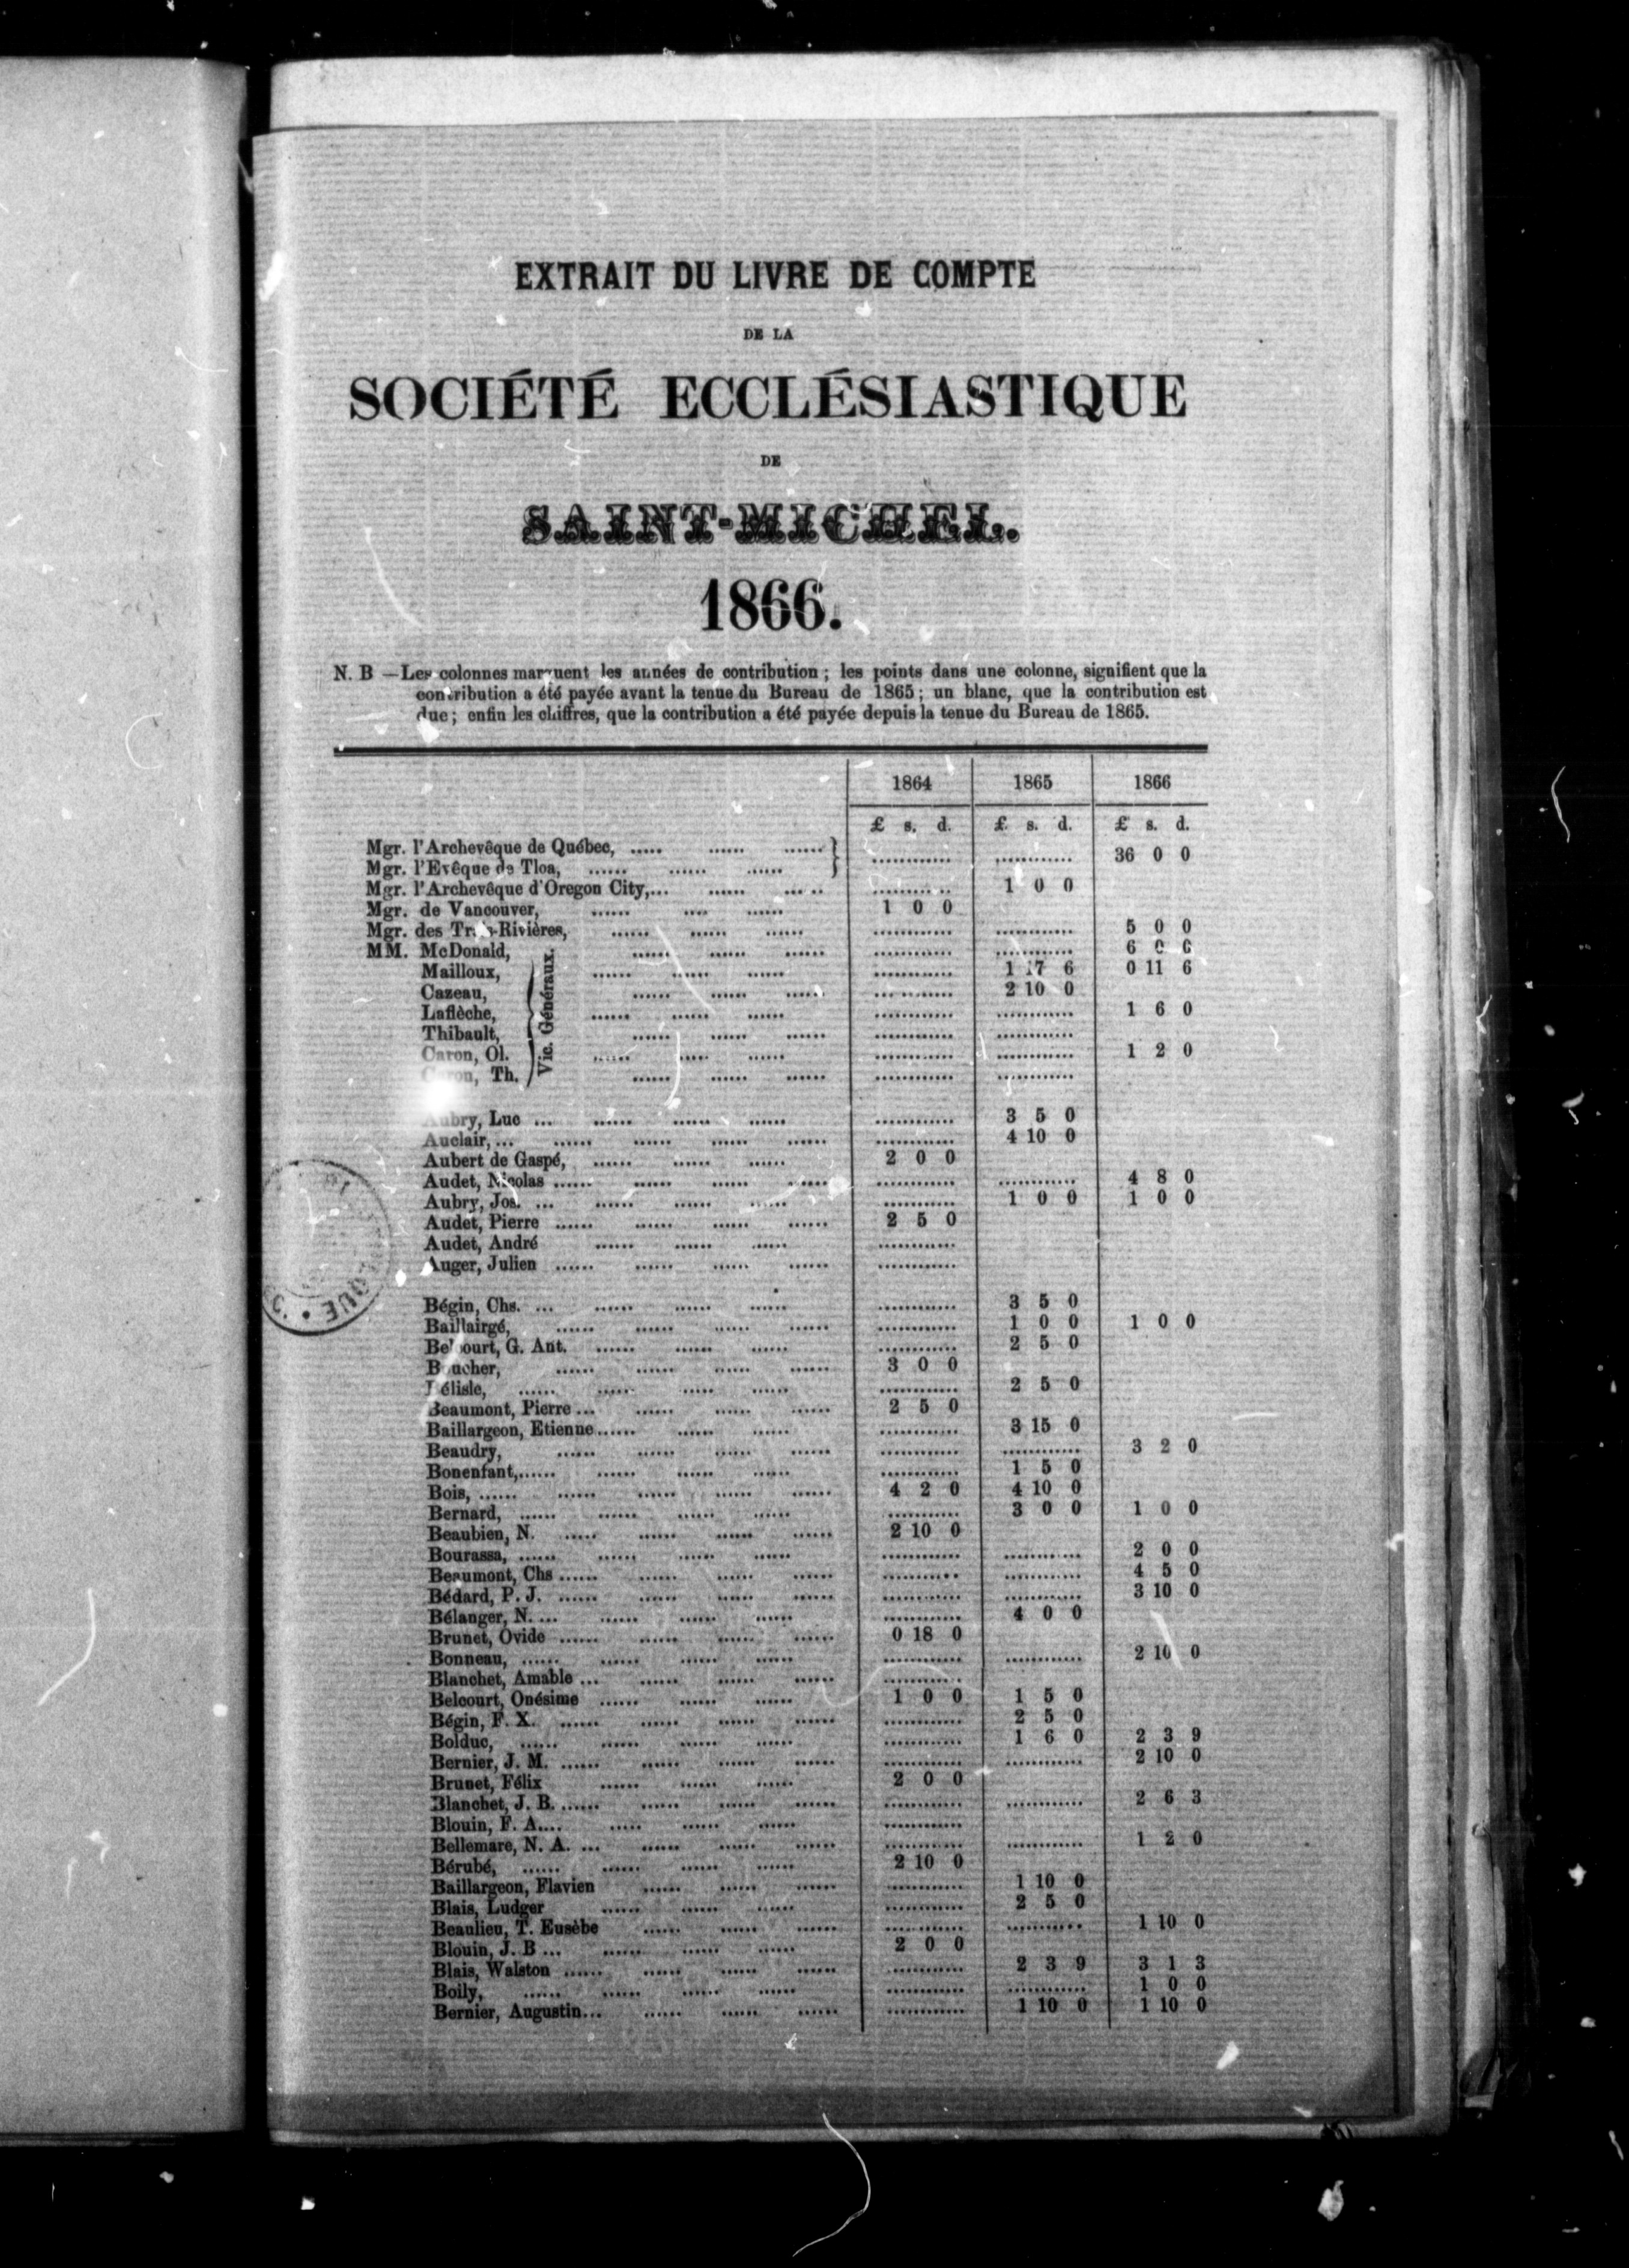 EXTRAIT DU LIVRE DE COMPTE
DE LA
SOCIÉTÉ ECCLÉSIASTIQUE
DE
SAINT-MICHEL.
1866.
N. B —Les colonnes marquent les années de contribution ; les points dans une colonne, signifient que la
contribution a été payée avant la tenue du Bureau de 1865 ; un blanc, que la contribution est
due ; enfin les chiffres, que la contribution a été payée depuis la tenue du Bureau de 1865.
1864 1865 1866
£ s. d. £ s. d. £ s. d.
Mgr. l'Archevêque de Québec, ..... ...... ...... }
Mgr. l'Evêque de Tloa, ...... ...... ...... } ............ ............ 36 0 0
Mgr. l'Archevêque d'Oregon City,... ...... ... .. ............ 1 0 0
Mgr. de Vancouver, ...... .... ...... 1 0 0
Mgr. des Trois-Rivières, ...... ...... ...... ............ ............ 5 0 0
MM. McDonald, ...... ...... ...... ............ ............ 6 0 0
Vic. Généraux.
Mailloux, ...... ...... ...... ............ 1 17 6 0 11 6
Cazeau, ...... ...... ...... ............ 2 10 0
Laflèche, ...... ...... ...... ............ ............ 1 6 0
Thibault, ...... ...... ...... ............ ............
Caron, Ol. ...... ..... ...... ............ ............ 1 2 0
Caron, Th. ...... ...... ...... ............ ............
Aubry, Luc ... ...... ...... ...... ............ 3 5 0
Auclair, ... ...... ...... ...... ...... ............ 4 10 0
Aubert de Gaspé, ...... ...... ...... 2 0 0
Audet, Nicolas ...... ...... ...... ...... ............ ............ 4 8 0
Aubry, Jos. ... ...... ...... ...... ............ 1 0 0 1 0 0
Audet, Pierre ...... ...... ...... ...... 2 5 0
Audet, André ...... ...... ...... ............
Auger, Julien ...... ...... ...... ...... ............
Bégin, Chs. ... ...... ...... ...... ............ 3 5 0
Baillairgé, ...... ...... ...... ...... ............ 1 0 0 1 0 0
Belcourt, G. Ant. ...... ...... ...... ............ 2 5 0
Boucher, ...... ...... ...... ...... 3 0 0
Bélisle, ...... ...... ..... ...... ............ 2 5 0
Beaumont, Pierre ... ...... ...... ...... 2 5 0
Baillargeon, Etienne...... ...... ...... ............ 3 15 0
Beaudry, ...... ...... ...... ...... ............ ............ 3 2 0
Bonenfant,...... ...... ...... ...... ............ 1 5 0
Bois, ...... ...... ...... ...... ...... 4 2 0 4 10 0
Bernard, ...... ...... ...... ...... ............ 3 0 0 1 0 0
Beaubien, N. ..... ...... ...... ...... 2 10 0
Bourassa, ...... ...... ...... ...... ............ ............ 2 0 0
Beaumont, Chs ...... ...... ...... ...... ............ ............ 4 5 0
Bédard, P. J. ...... ...... ...... ...... ............ ............ 3 10 0
Bélanger, N. ... ...... ...... ...... ............ 4 0 0
Brunet, Ovide ...... ...... ...... ...... 0 18 0
Bonneau, ...... ...... ...... ...... ............ ............ 2 10 0
Blanchet, Amable ... ...... ...... ...... ............
Belcourt, Onésime ...... ...... ...... 1 0 0 1 5 0
Bégin, F. X. ...... ...... ...... ...... ............ 2 5 0
Bolduc, ...... ...... ...... ...... ............ 1 6 0 2 3 9
Bernier, J. M. ...... ...... ...... ...... ............ ............ 2 10 0
Brunet, Félix ...... ...... ...... 2 0 0
Blanchet, J. B. ...... ...... ...... ...... ............ ............ 2 6 3
Blouin, F. A.... ..... ...... ...... ............
Bellemare, N. A. ... ...... ...... ...... ............ ............ 1 2 0
Bérubé, ...... ...... ...... ...... 2 10 0
Baillargeon, Flavien ...... ...... ...... ............ 1 10 0
Blais, Ludger ...... ...... ...... ............ 2 5 0
Beaulieu, T. Eusèbe ...... ...... ...... ............ ............ 1 10 0
Blouin, J. B ... ...... ...... ...... 2 0 0
Blais, Walston ...... ...... ...... ...... ............ 2 3 9 3 1 3
Boily, ...... ...... ...... ...... ............ ............ 1 0 0
Bernier, Augustin... ...... ...... ...... ............ 1 10 0 1 10 0